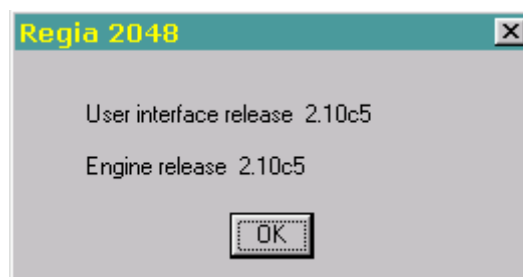 Regia 2048
User interface release 2.10c5
Engine release 2.10c5
OK